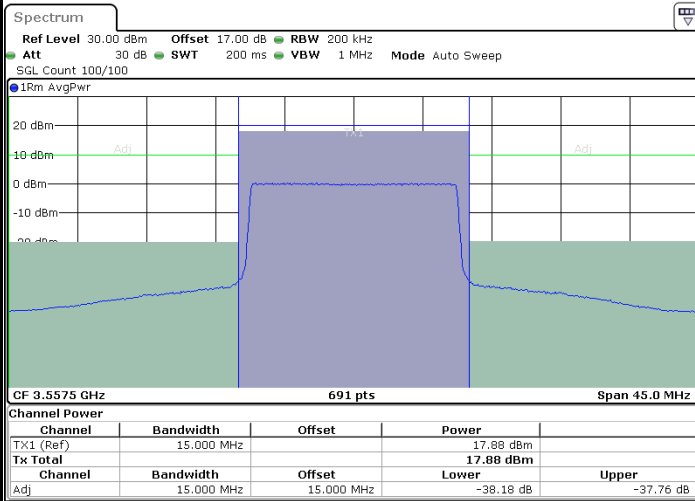 Spectrum
Ref Level 30.00 dBm Offset 17.00 dB RBW 200 kHz
Att 30 dB SWT 200 ms VBW 1 MHz Mode Auto Sweep
SGL Count 100/100
1Rm AvgPwr
20 dBm
Tx1
Adj Adj
10 dBm
0 dBm
-10 dBm
-20 dBm
CF 3.5575 GHz 691 pts Span 45.0 MHz
Channel Power
Channel Bandwidth Offset Power
TX1 (Ref) 15.000 MHz 17.88 dBm
Tx Total 17.88 dBm
Channel Bandwidth Offset Lower Upper
Adj 15.000 MHz 15.000 MHz -38.18 dB -37.76 dB